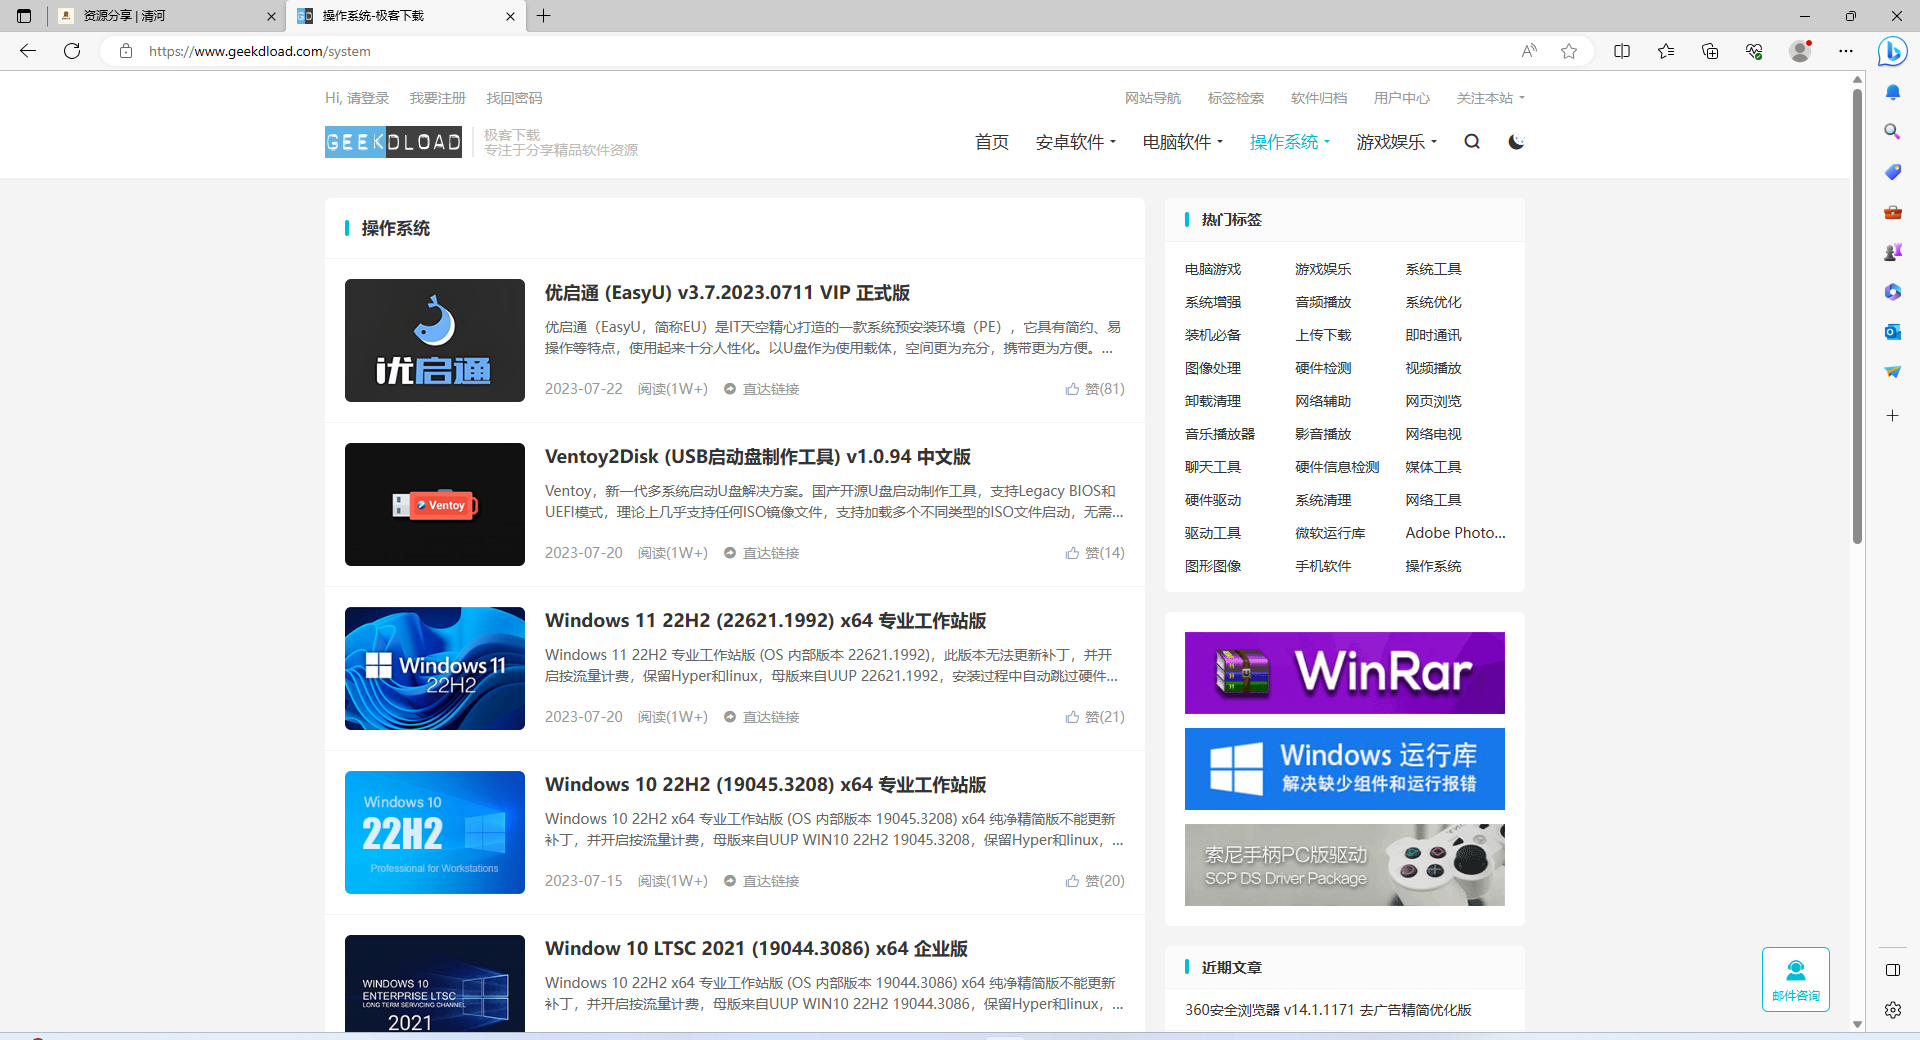 资源分享 | 清河
操作系统-极客下载
https://www.geekdload.com/system
Hi, 请登录 我要注册 找回密码
网站导航 标签检索 软件归档 用户中心 关注本站
GEEKDLOAD
极客下载
专注于分享精品软件资源
首页 安卓软件 电脑软件 操作系统 游戏娱乐
操作系统
优启通
优启通 (EasyU) v3.7.2023.0711 VIP 正式版
优启通（EasyU，简称EU）是IT天空精心打造的一款系统预安装环境（PE），它具有简约、易
操作等特点，使用起来十分人性化。以U盘作为使用载体，空间更为充分，携带更为方便。...
2023-07-22 阅读(1W+) 直达链接 赞(81)
Ventoy
Ventoy2Disk (USB启动盘制作工具) v1.0.94 中文版
Ventoy，新一代多系统启动U盘解决方案。国产开源U盘启动制作工具，支持Legacy BIOS和
UEFI模式，理论上几乎支持任何ISO镜像文件，支持加载多个不同类型的ISO文件启动，无需...
2023-07-20 阅读(1W+) 直达链接 赞(14)
Windows 11
22H2
Windows 11 22H2 (22621.1992) x64 专业工作站版
Windows 11 22H2 专业工作站版 (OS 内部版本 22621.1992)，此版本无法更新补丁，并开
启按流量计费，保留Hyper和linux，母版来自UUP 22621.1992，安装过程中自动跳过硬件...
2023-07-20 阅读(1W+) 直达链接 赞(21)
Windows 10
22H2
Professional for Workstations
Windows 10 22H2 (19045.3208) x64 专业工作站版
Windows 10 22H2 x64 专业工作站版 (OS 内部版本 19045.3208) x64 纯净精简版不能更新
补丁，并开启按流量计费，母版来自UUP WIN10 22H2 19045.3208，保留Hyper和linux，...
2023-07-15 阅读(1W+) 直达链接 赞(20)
WINDOWS 10
ENTERPRISE LTSC
LONG TERM SERVICING CHANNEL
2021
Window 10 LTSC 2021 (19044.3086) x64 企业版
Windows 10 22H2 x64 专业工作站版 (OS 内部版本 19044.3086) x64 纯净精简版不能更新
补丁，并开启按流量计费，母版来自UUP WIN10 22H2 19044.3086，保留Hyper和linux，...
热门标签
电脑游戏 游戏娱乐 系统工具
系统增强 音频播放 系统优化
装机必备 上传下载 即时通讯
图像处理 硬件检测 视频播放
卸载清理 网络辅助 网页浏览
音乐播放器 影音播放 网络电视
聊天工具 硬件信息检测 媒体工具
硬件驱动 系统清理 网络工具
驱动工具 微软运行库 Adobe Photo...
图形图像 手机软件 操作系统
WinRar
Windows 运行库
解决缺少组件和运行报错
索尼手柄PC版驱动
SCP DS Driver Package
近期文章
360安全浏览器 v14.1.1171 去广告精简优化版
邮件咨询